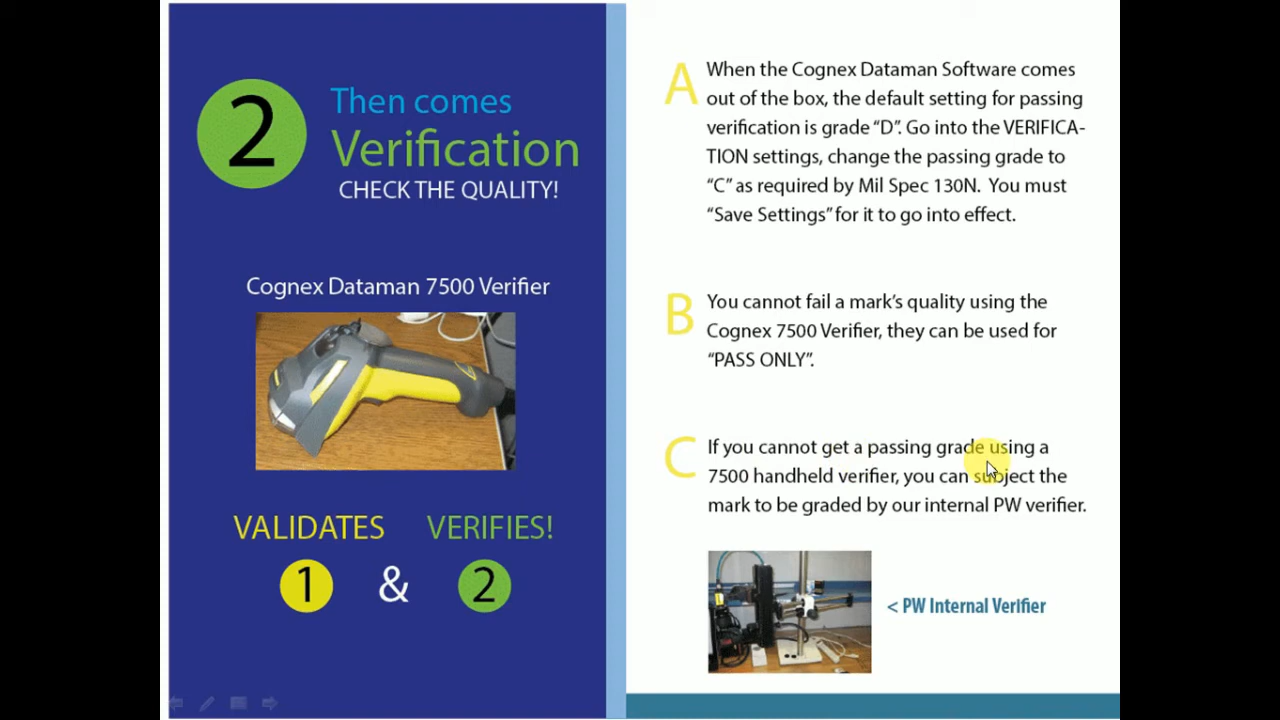 2
Then comes
Verification
CHECK THE QUALITY!
Cognex Dataman 7500 Verifier
VALIDATES VERIFIES!
1 & 2
A
When the Cognex Dataman Software comes
out of the box, the default setting for passing
verification is grade “D”. Go into the VERIFICA-
TION settings, change the passing grade to
“C” as required by Mil Spec 130N. You must
“Save Settings” for it to go into effect.
B
You cannot fail a mark’s quality using the
Cognex 7500 Verifier, they can be used for
“PASS ONLY”.
C
If you cannot get a passing grade using a
7500 handheld verifier, you can subject the
mark to be graded by our internal PW verifier.
< PW Internal Verifier